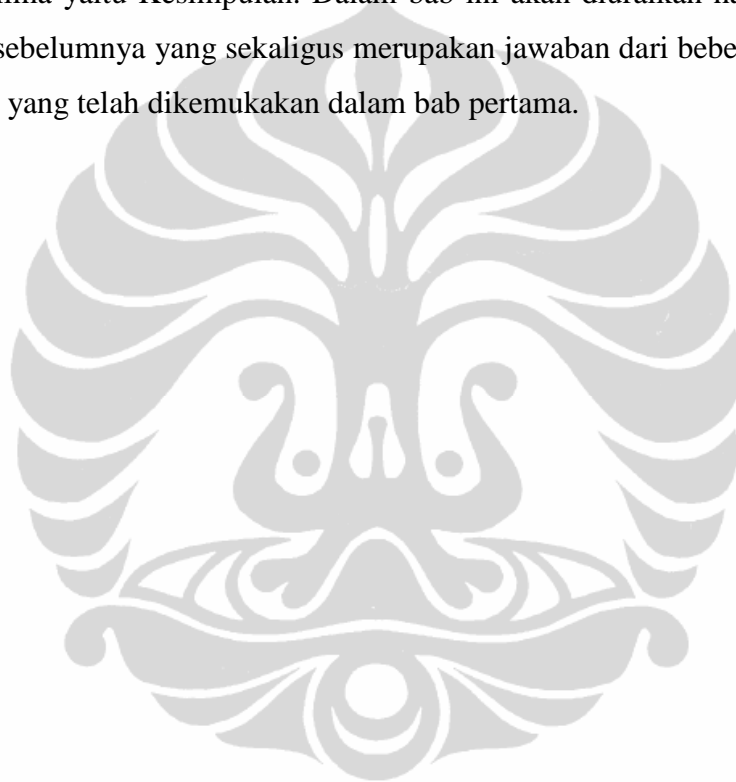 yaitu Kesimpulan. Dalam bab ini akan diuraikan
sebelumnya yang sekaligus merupakan jawaban dari
yang telah dikemukakan dalam bab pertama.